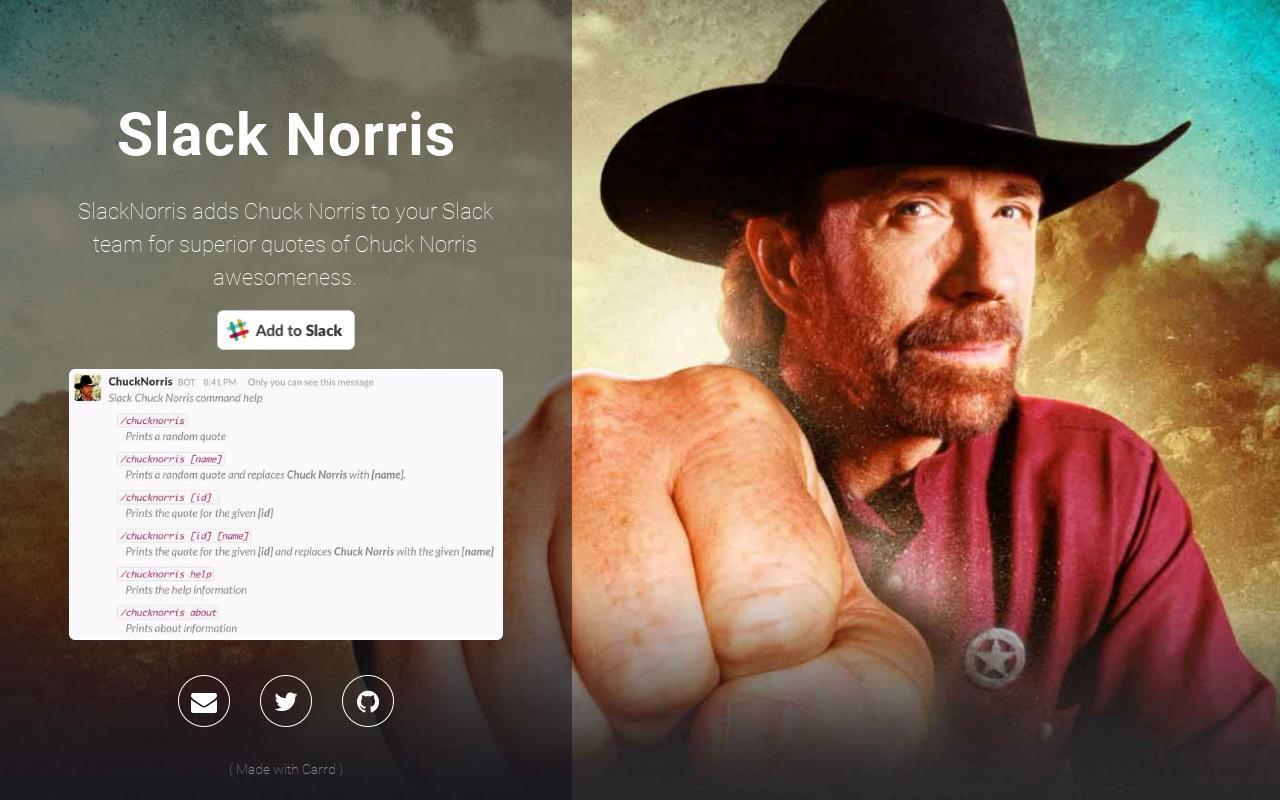 Slack Norris
SlackNorris adds Chuck Norris to your Slack
team for superior quotes of Chuck Norris
awesomeness.
Add to Slack
ChuckNorris BOT 8:41 PM Only you can see this message
Slack Chuck Norris command help
/chucknorris
Prints a random quote
/chucknorris [name]
Prints a random quote and replaces Chuck Norris with [name].
/chucknorris [id]
Prints the quote for the given [id]
/chucknorris [id] [name]
Prints the quote for the given [id] and replaces Chuck Norris with the given [name]
/chucknorris help
Prints the help information
/chucknorris about
Prints about information
( Made with Carrd )